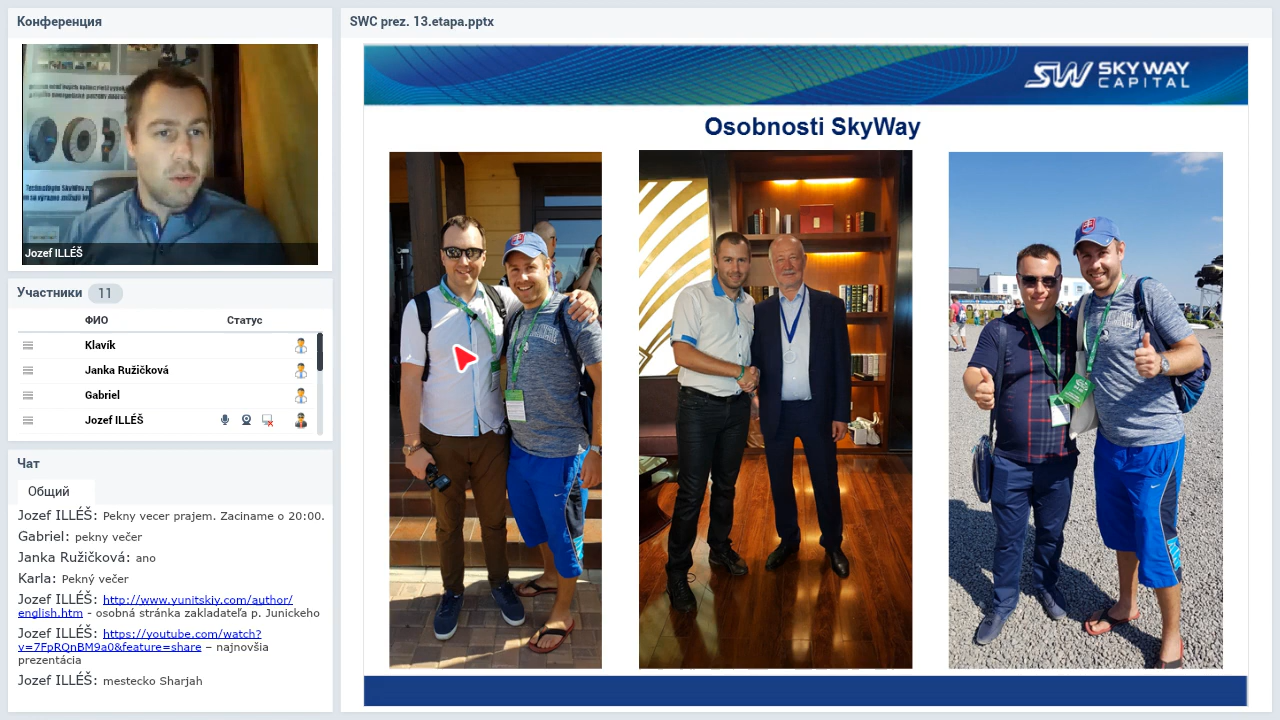 Конференция
Jozef ILLÉŠ
Участники 11
ФИО Статус
Klavík
Janka Ružičková
Gabriel
Jozef ILLÉŠ
Чат
Общий
Jozef ILLÉŠ: Pekny vecer prajem. Zaciname o 20:00.
Gabriel: pekny večer
Janka Ružičková: ano
Karla: Pekný večer
Jozef ILLÉŠ: http://www.yunitskiy.com/author/
english.htm - osobná stránka zakladateľa p. Junickeho
Jozef ILLÉŠ: https://youtube.com/watch?
v=7FpRQnBM9a0&feature=share – najnovšia
prezentácia
Jozef ILLÉŠ: mestecko Sharjah
SWC prez. 13.etapa.pptx
SW SKY WAY
CAPITAL
Osobnosti SkyWay